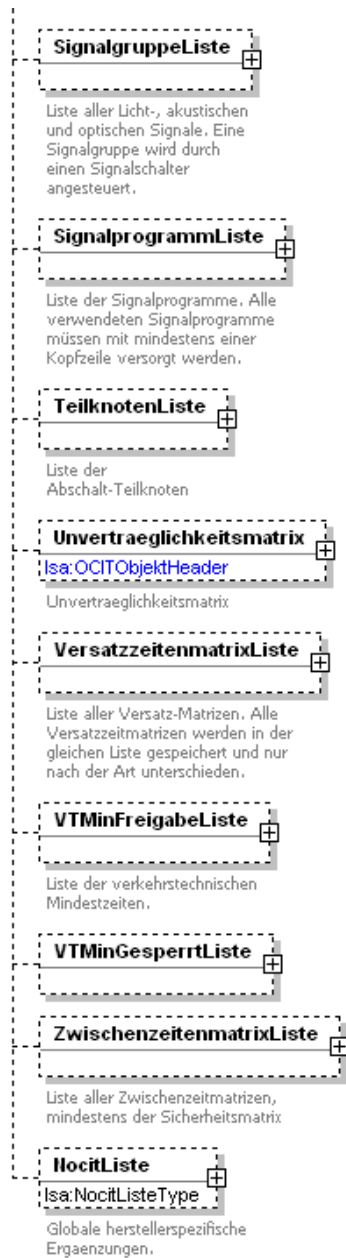 SignalgruppeListe
Liste aller Licht-, akustischen
und optischen Signale. Eine
Signalgruppe wird durch
einen Signalschalter
angesteuert.
SignalprogrammListe
Liste der Signalprogramme. Alle
verwendeten Signalprogramme
müssen mit mindestens einer
Kopfzeile versorgt werden.
TeilknotenListe
Liste der
Abschalt-Teilknoten
Unvertraeglichkeitsmatrix
lsa:OCITObjektHeader
Unvertraeglichkeitsmatrix
VersatzzeitenmatrixListe
Liste aller Versatz-Matrizen. Alle
Versatzzeitmatrizen werden in der
gleichen Liste gespeichert und nur
nach der Art unterschieden.
VTMinFreigabeListe
Liste der verkehrstechnischen
Mindestzeiten.
VTMinGesperrtListe
ZwischenzeitenmatrixListe
Liste aller Zwischenzeitmatrizen,
mindestens der Sicherheitsmatrix
NocitListe
lsa:NocitListeType
Globale herstellerspezifische
Ergaenzungen.